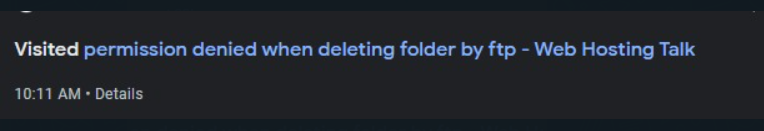 Visited permission denied when deleting folder by ftp - Web Hosting Talk
10:11 AM • Details